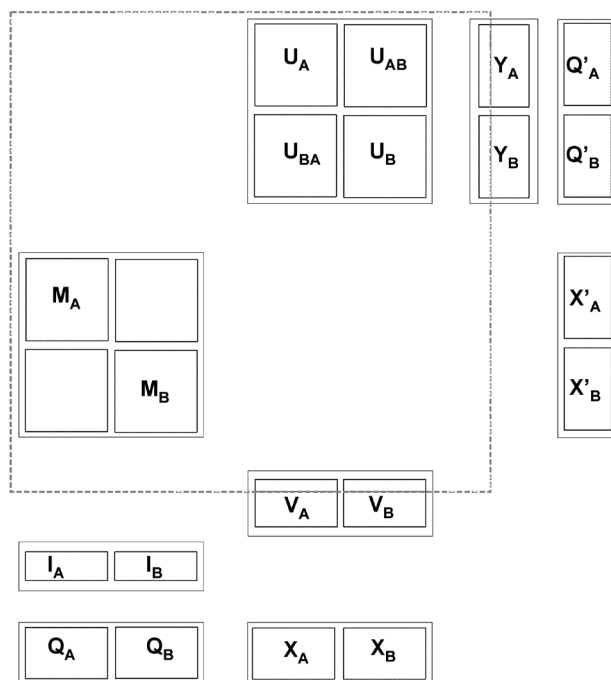 U_A U_AB Y_A Q'_A
U_BA U_B Y_B Q'_B
M_A X'_A
M_B X'_B
V_A V_B
I_A I_B
Q_A Q_B X_A X_B